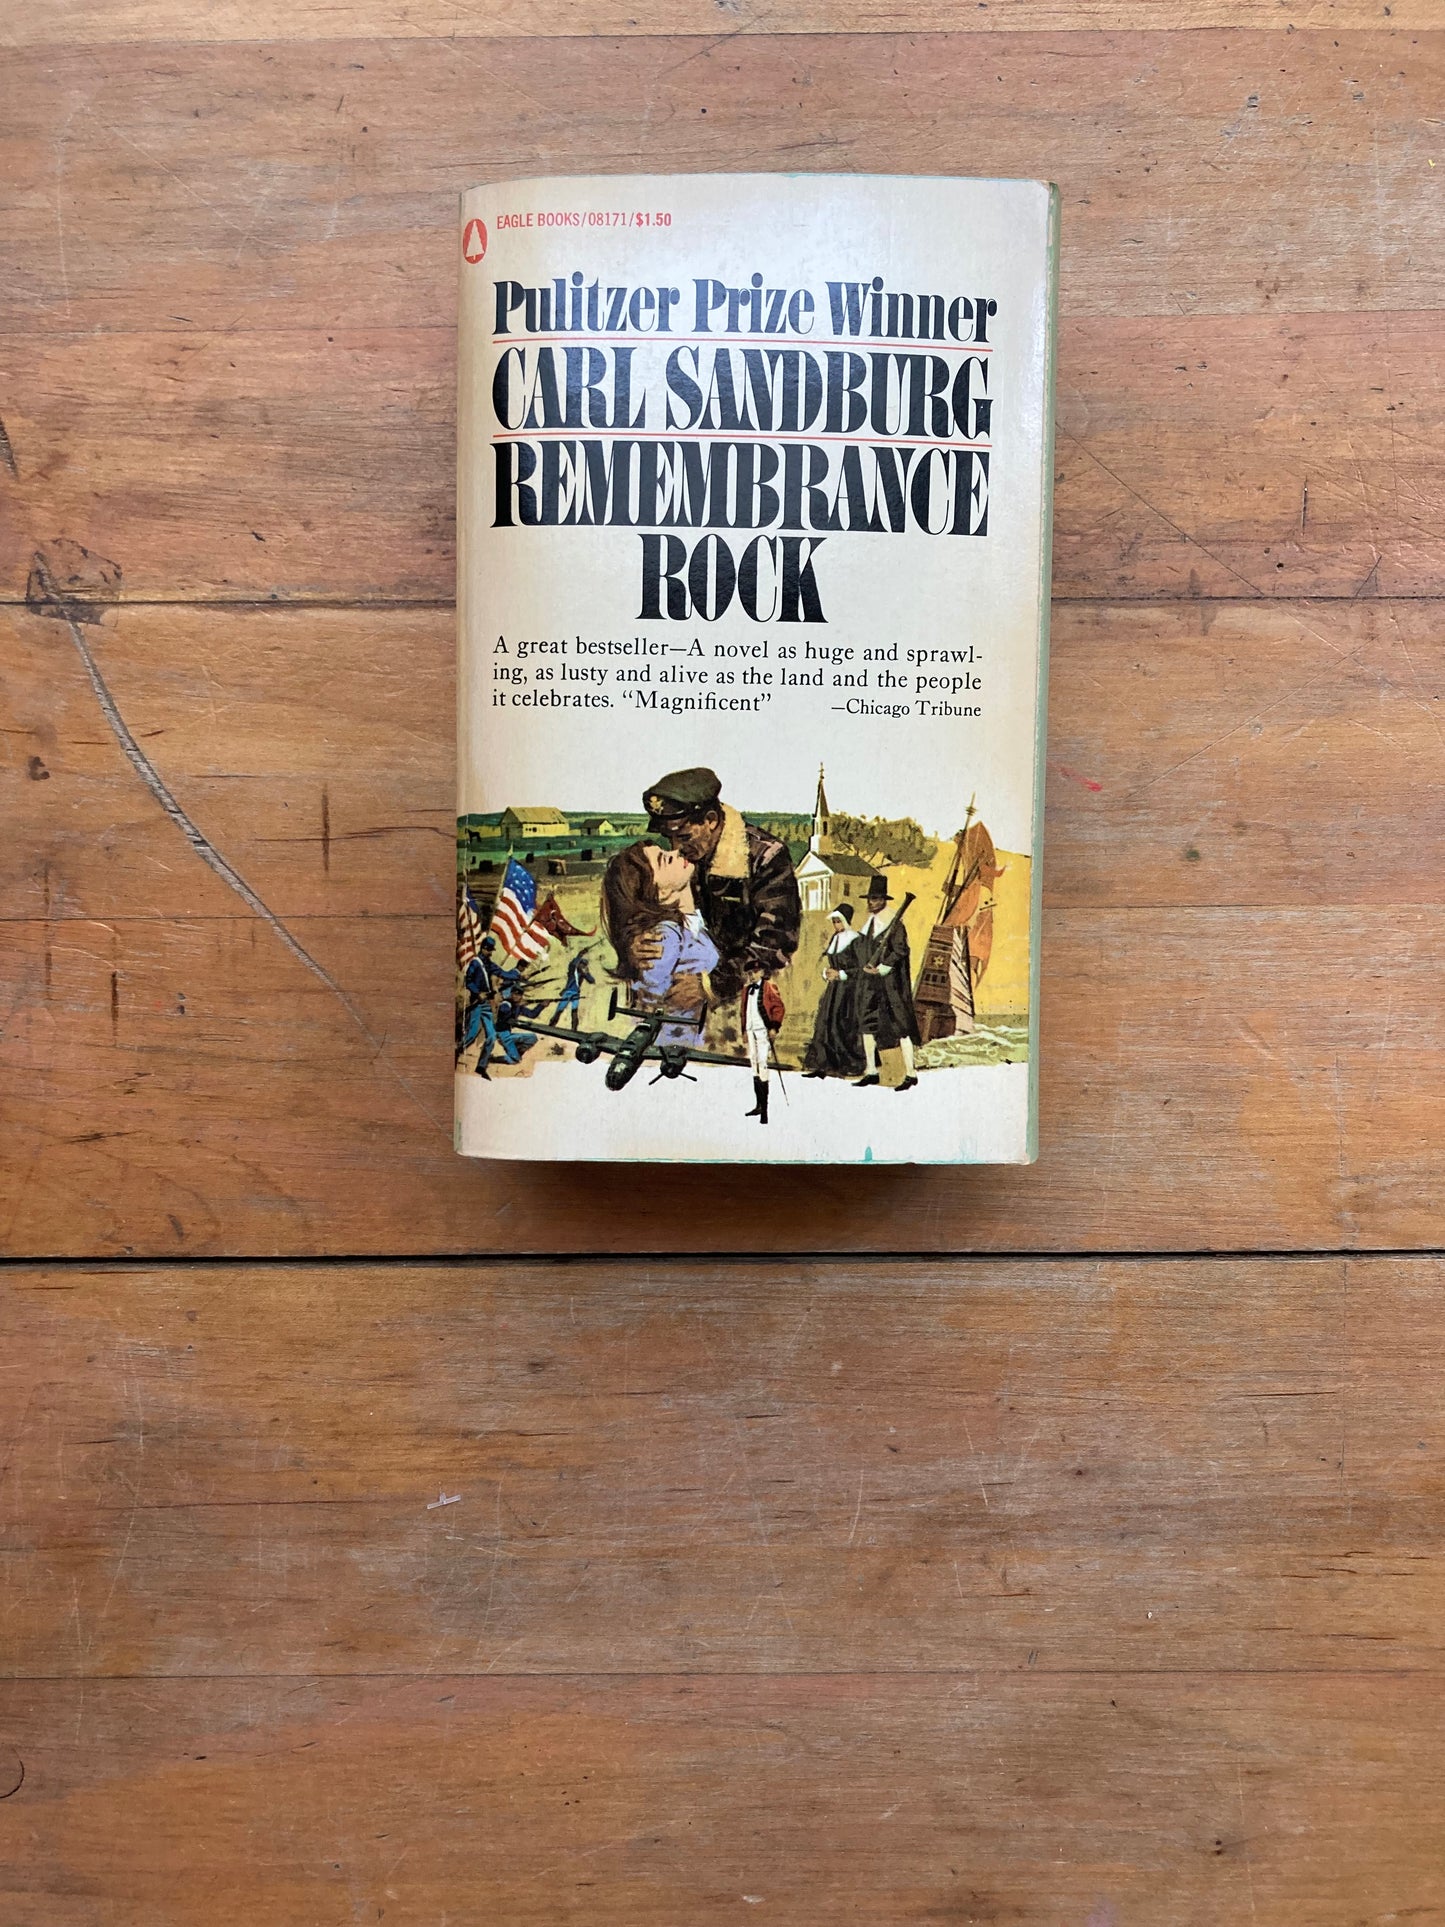 EAGLE BOOKS/08171/$1.50
Pulitzer Prize Winner
CARL SANDBURG
REMEMBRANCE
ROCK
A great bestseller—A novel as huge and sprawl-
ing, as lusty and alive as the land and the people
it celebrates. “Magnificent” —Chicago Tribune